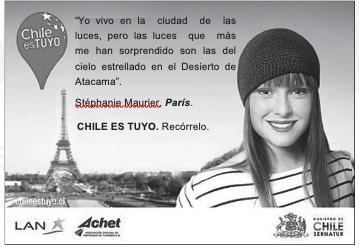 Chile
es TUYO
"Yo vivo en la ciudad de las
luces, pero las luces que más
me han sorprendido son las del
cielo estrellado en el Desierto de
Atacama".
Stéphanie Maurier, París.
CHILE ES TUYO. Recórrelo.
chileestuyo.cl
LAN
Achet
GOBIERNO DE
CHILE
SERNATUR